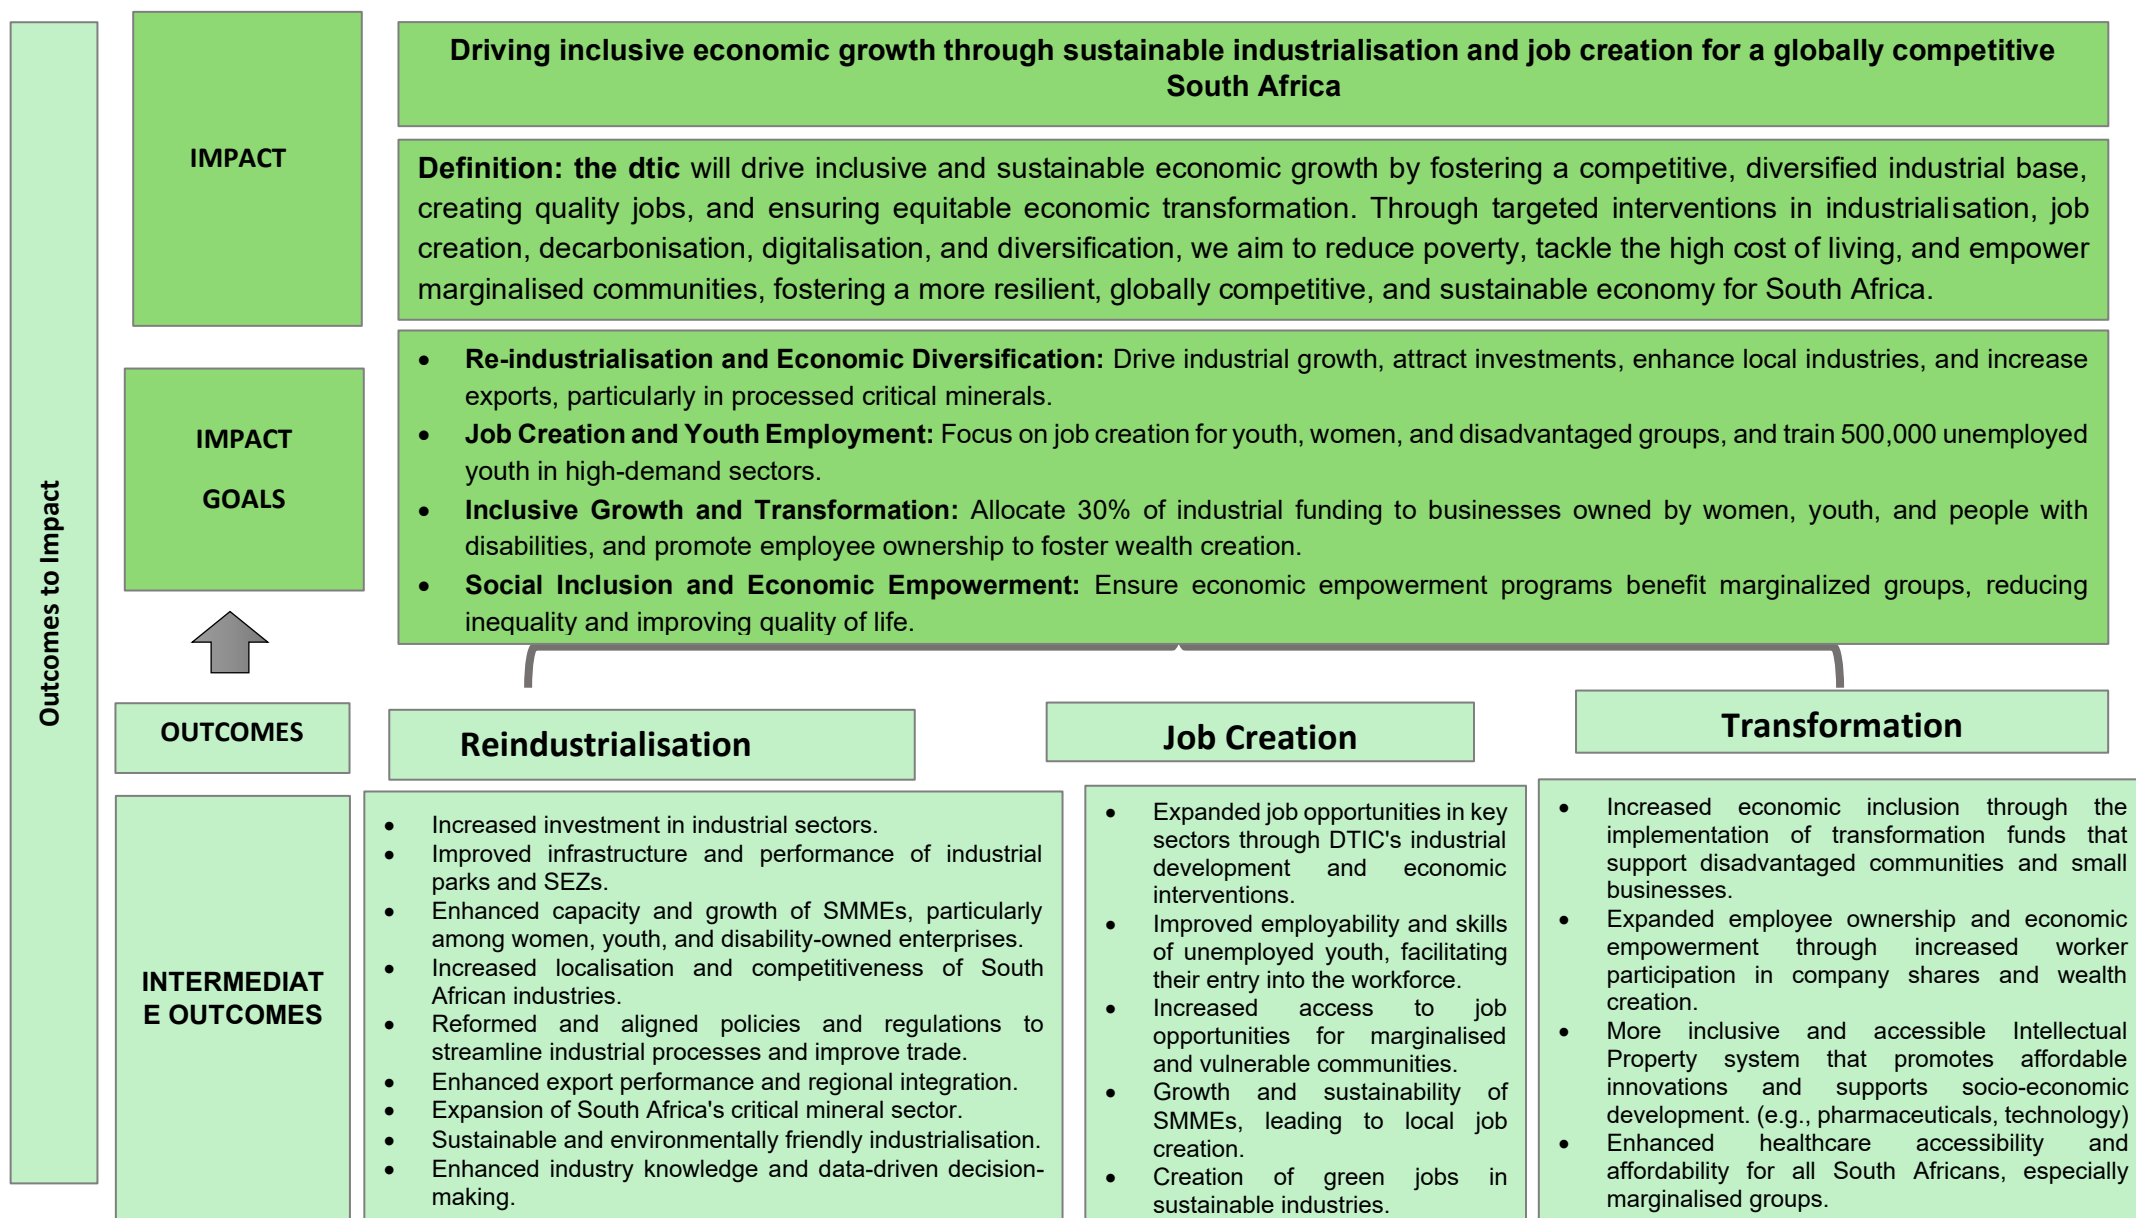 Outcomes to Impact
IMPACT
Driving inclusive economic growth through sustainable industrialisation and job creation for a globally competitive
South Africa
Definition: the dtic will drive inclusive and sustainable economic growth by fostering a competitive, diversified industrial base,
creating quality jobs, and ensuring equitable economic transformation. Through targeted interventions in industrialisation, job
creation, decarbonisation, digitalisation, and diversification, we aim to reduce poverty, tackle the high cost of living, and empower
marginalised communities, fostering a more resilient, globally competitive, and sustainable economy for South Africa.
IMPACT
GOALS
• Re-industrialisation and Economic Diversification: Drive industrial growth, attract investments, enhance local industries, and increase
exports, particularly in processed critical minerals.
• Job Creation and Youth Employment: Focus on job creation for youth, women, and disadvantaged groups, and train 500,000 unemployed
youth in high-demand sectors.
• Inclusive Growth and Transformation: Allocate 30% of industrial funding to businesses owned by women, youth, and people with
disabilities, and promote employee ownership to foster wealth creation.
• Social Inclusion and Economic Empowerment: Ensure economic empowerment programs benefit marginalized groups, reducing
inequality and improving quality of life.
OUTCOMES
Reindustrialisation
Job Creation
Transformation
INTERMEDIAT
E OUTCOMES
• Increased investment in industrial sectors.
• Improved infrastructure and performance of industrial
parks and SEZs.
• Enhanced capacity and growth of SMMEs, particularly
among women, youth, and disability-owned enterprises.
• Increased localisation and competitiveness of South
African industries.
• Reformed and aligned policies and regulations to
streamline industrial processes and improve trade.
• Enhanced export performance and regional integration.
• Expansion of South Africa's critical mineral sector.
• Sustainable and environmentally friendly industrialisation.
• Enhanced industry knowledge and data-driven decision-
making.
• Expanded job opportunities in key
sectors through DTIC's industrial
development and economic
interventions.
• Improved employability and skills
of unemployed youth, facilitating
their entry into the workforce.
• Increased access to job
opportunities for marginalised
and vulnerable communities.
• Growth and sustainability of
SMMEs, leading to local job
creation.
• Creation of green jobs in
sustainable industries.
• Increased economic inclusion through the
implementation of transformation funds that
support disadvantaged communities and small
businesses.
• Expanded employee ownership and economic
empowerment through increased worker
participation in company shares and wealth
creation.
• More inclusive and accessible Intellectual
Property system that promotes affordable
innovations and supports socio-economic
development. (e.g., pharmaceuticals, technology)
• Enhanced healthcare accessibility and
affordability for all South Africans, especially
marginalised groups.